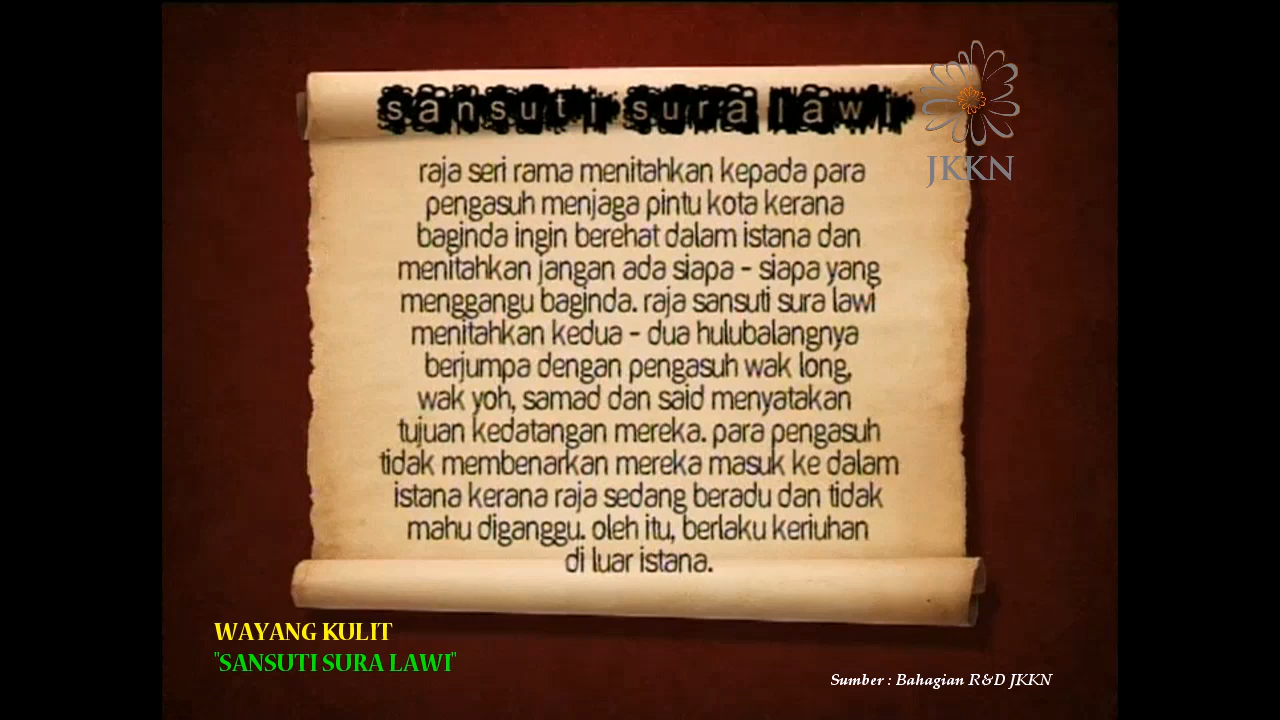 sansuti sura lawi
JKKN
raja seri rama menitahkan kepada para
pengasuh menjaga pintu kota kerana
baginda ingin berehat dalam istana dan
menitahkan jangan ada siapa - siapa yang
menggangu baginda. raja sansuti sura lawi
menitahkan kedua - dua hulubalangnya
berjumpa dengan pengasuh wak long,
wak yoh, samad dan said menyatakan
tujuan kedatangan mereka. para pengasuh
tidak membenarkan mereka masuk ke dalam
istana kerana raja sedang beradu dan tidak
mahu diganggu. oleh itu, berlaku keriuhan
di luar istana.
WAYANG KULIT
"SANSUTI SURA LAWI"
Sumber : Bahagian R&D JKKN